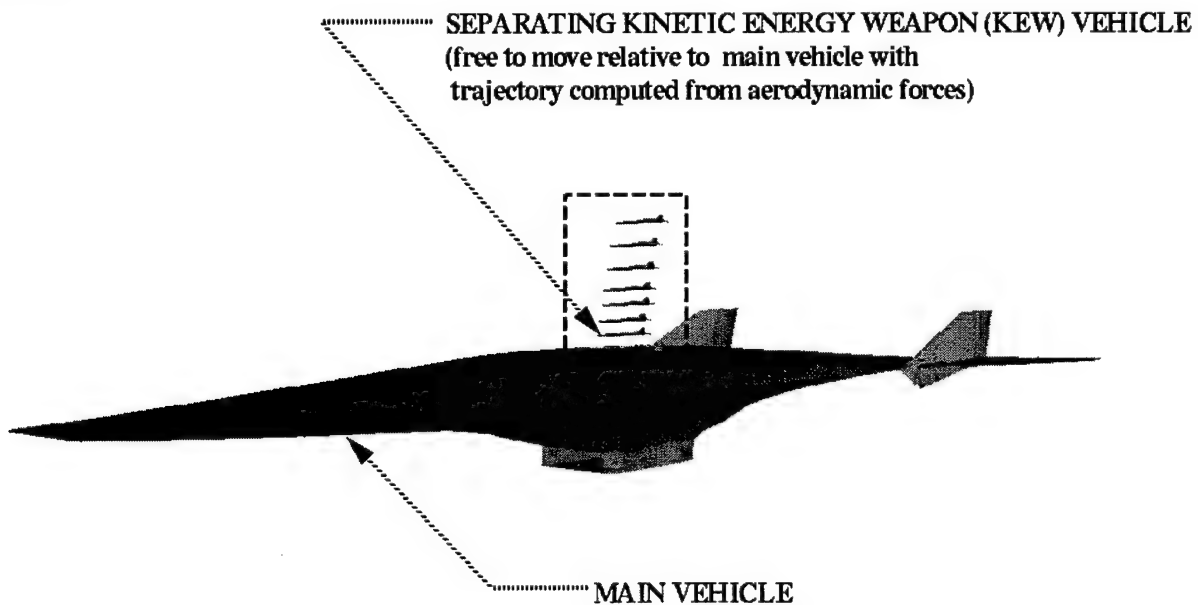 SEPARATING KINETIC ENERGY WEAPON (KEW) VEHICLE
(free to move relative to main vehicle with
trajectory computed from aerodynamic forces)
MAIN VEHICLE